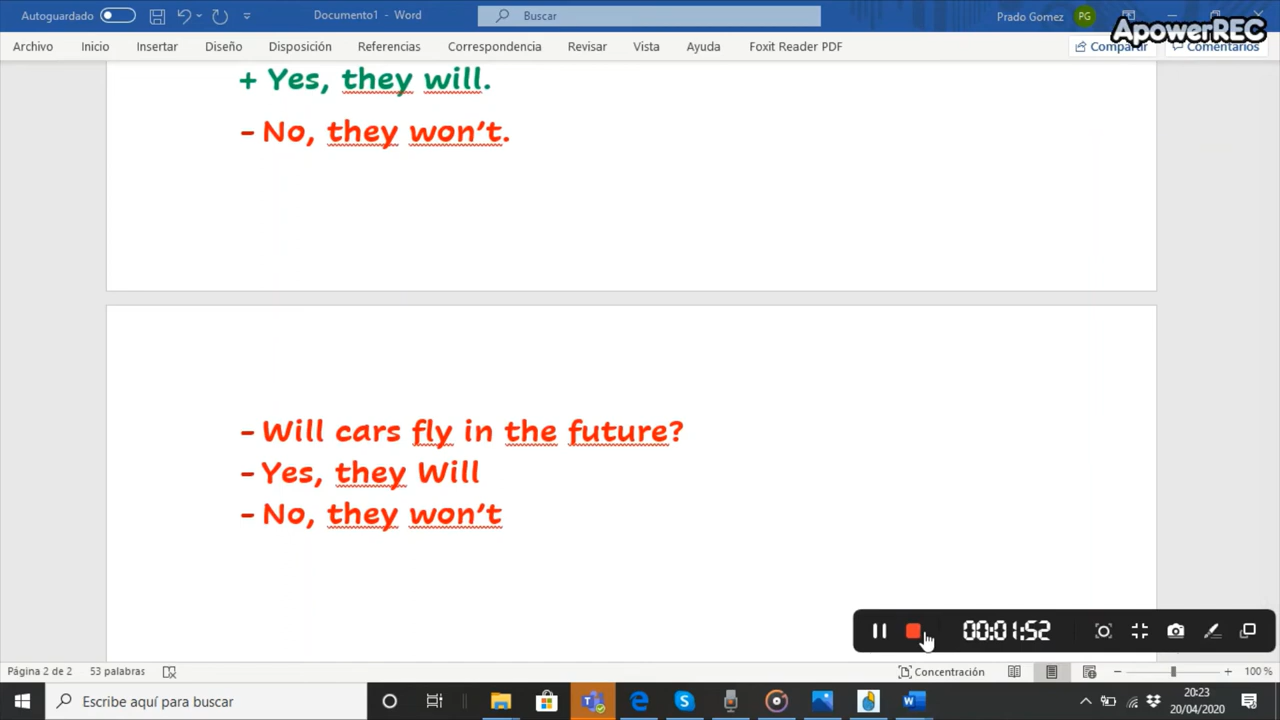 Autoguardado
Documento1 - Word
Buscar
Prado Gomez
PG
ApowerREC
Archivo Inicio Insertar Diseño Disposición Referencias Correspondencia Revisar Vista Ayuda Foxit Reader PDF
Compartir Comentarios
+ Yes, they will.
- No, they won't.
- Will cars fly in the future?
- Yes, they Will
- No, they won't
00:01:52
Página 2 de 2 53 palabras
Concentración
100 %
Escribe aquí para buscar
20:23
20/04/2020